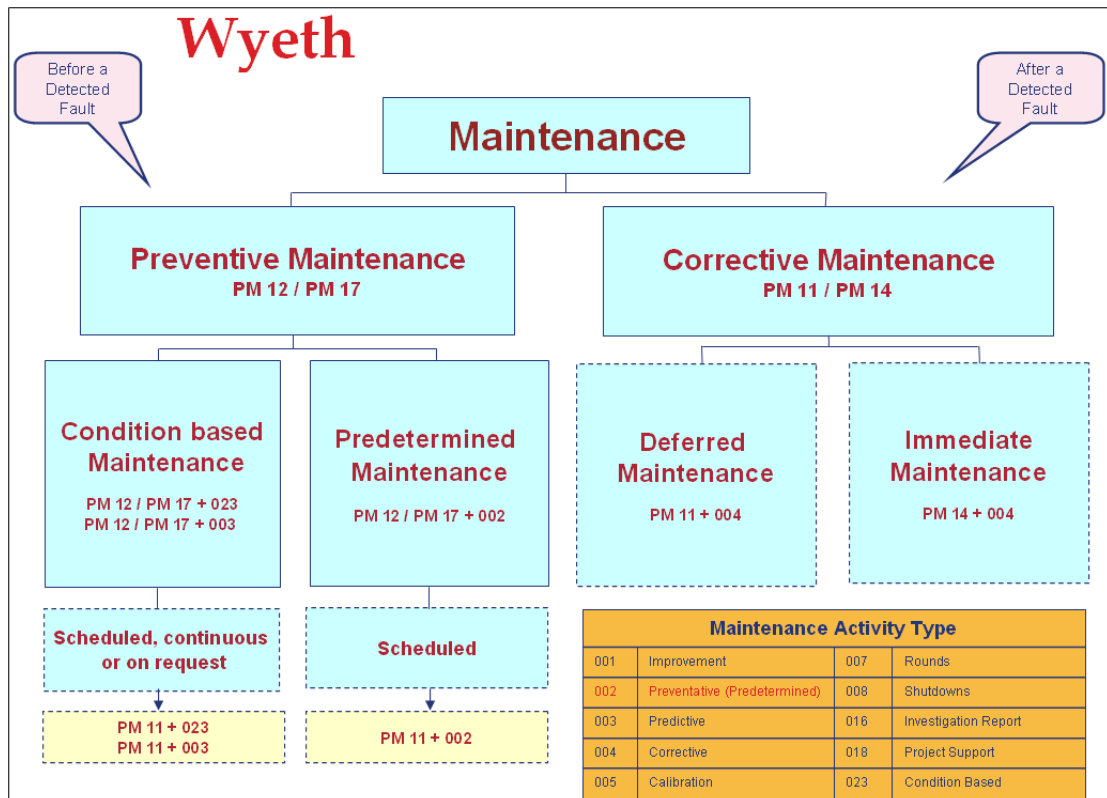 Wyeth
Before a
Detected
Fault
After a
Detected
Fault
Maintenance
Preventive Maintenance
PM 12 / PM 17
Corrective Maintenance
PM 11 / PM 14
Condition based
Maintenance
PM 12 / PM 17 + 023
PM 12 / PM 17 + 003
Predetermined
Maintenance
PM 12 / PM 17 + 002
Deferred
Maintenance
PM 11 + 004
Immediate
Maintenance
PM 14 + 004
Scheduled, continuous
or on request
Scheduled
PM 11 + 023
PM 11 + 003
PM 11 + 002
Maintenance Activity Type
001 Improvement 007 Rounds
002 Preventative (Predetermined) 008 Shutdowns
003 Predictive 016 Investigation Report
004 Corrective 018 Project Support
005 Calibration 023 Condition Based